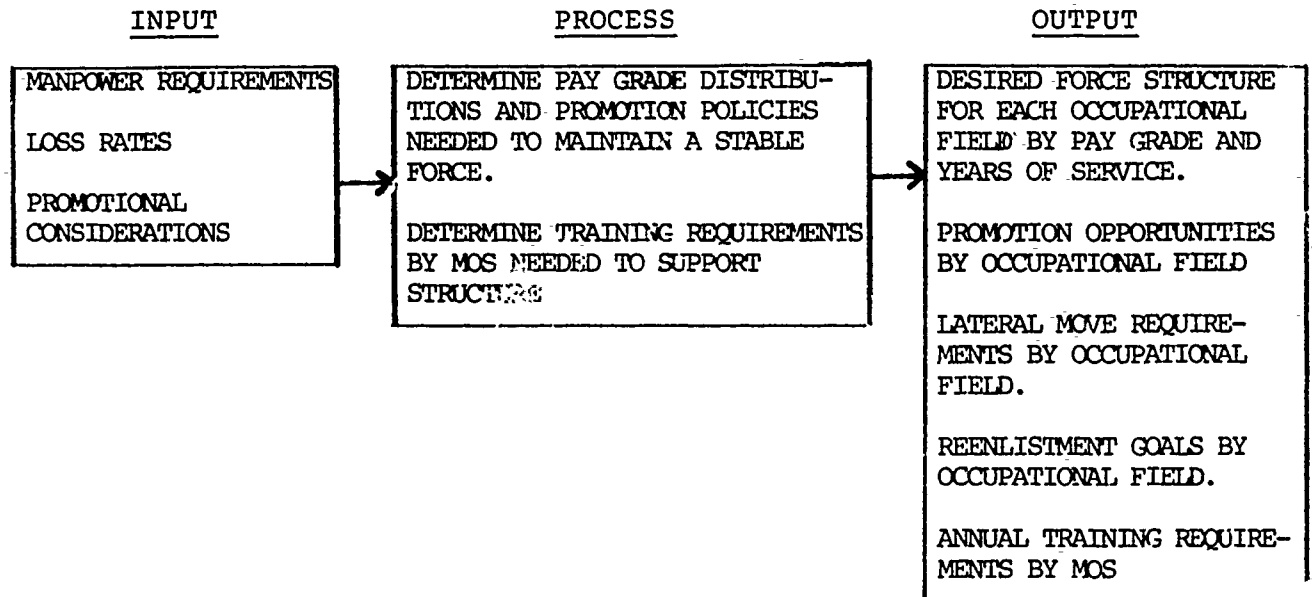 INPUT
PROCESS
OUTPUT
MANPOWER REQUIREMENTS
LOSS RATES
PROMOTIONAL
CONSIDERATIONS
DETERMINE PAY GRADE DISTRIBU-
TIONS AND PROMOTION POLICIES
NEEDED TO MAINTAIN A STABLE
FORCE.
DETERMINE TRAINING REQUIREMENTS
BY MOS NEEDED TO SUPPORT
STRUCTURE
DESIRED FORCE STRUCTURE
FOR EACH OCCUPATIONAL
FIELD BY PAY GRADE AND
YEARS OF SERVICE.
PROMOTION OPPORTUNITIES
BY OCCUPATIONAL FIELD
LATERAL MOVE REQUIRE-
MENTS BY OCCUPATIONAL
FIELD.
REENLISTMENT GOALS BY
OCCUPATIONAL FIELD.
ANNUAL TRAINING REQUIRE-
MENTS BY MOS